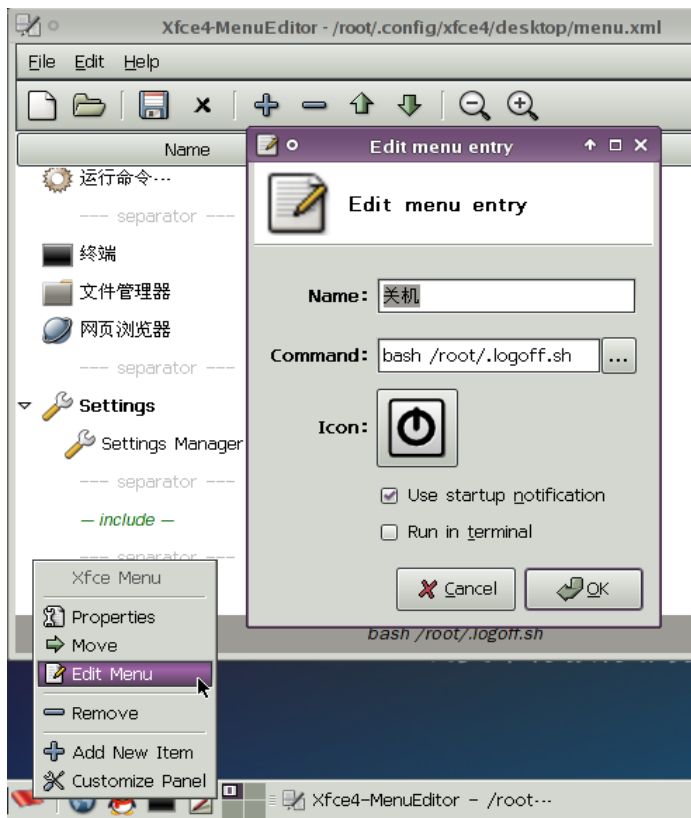 Xfce4-MenuEditor - /root/.config/xfce4/desktop/menu.xml
File Edit Help
Name
运行命令...
--- separator ---
终端
文件管理器
网页浏览器
--- separator ---
Settings
Settings Manager
--- separator ---
— include —
--- separator ---
bash /root/.logoff.sh
Edit menu entry
Edit menu entry
Name: 关机
Command: bash /root/.logoff.sh ...
Icon:
Use startup notification
Run in terminal
Cancel OK
Xfce Menu
Properties
Move
Edit Menu
Remove
Add New Item
Customize Panel
Xfce4-MenuEditor - /root...